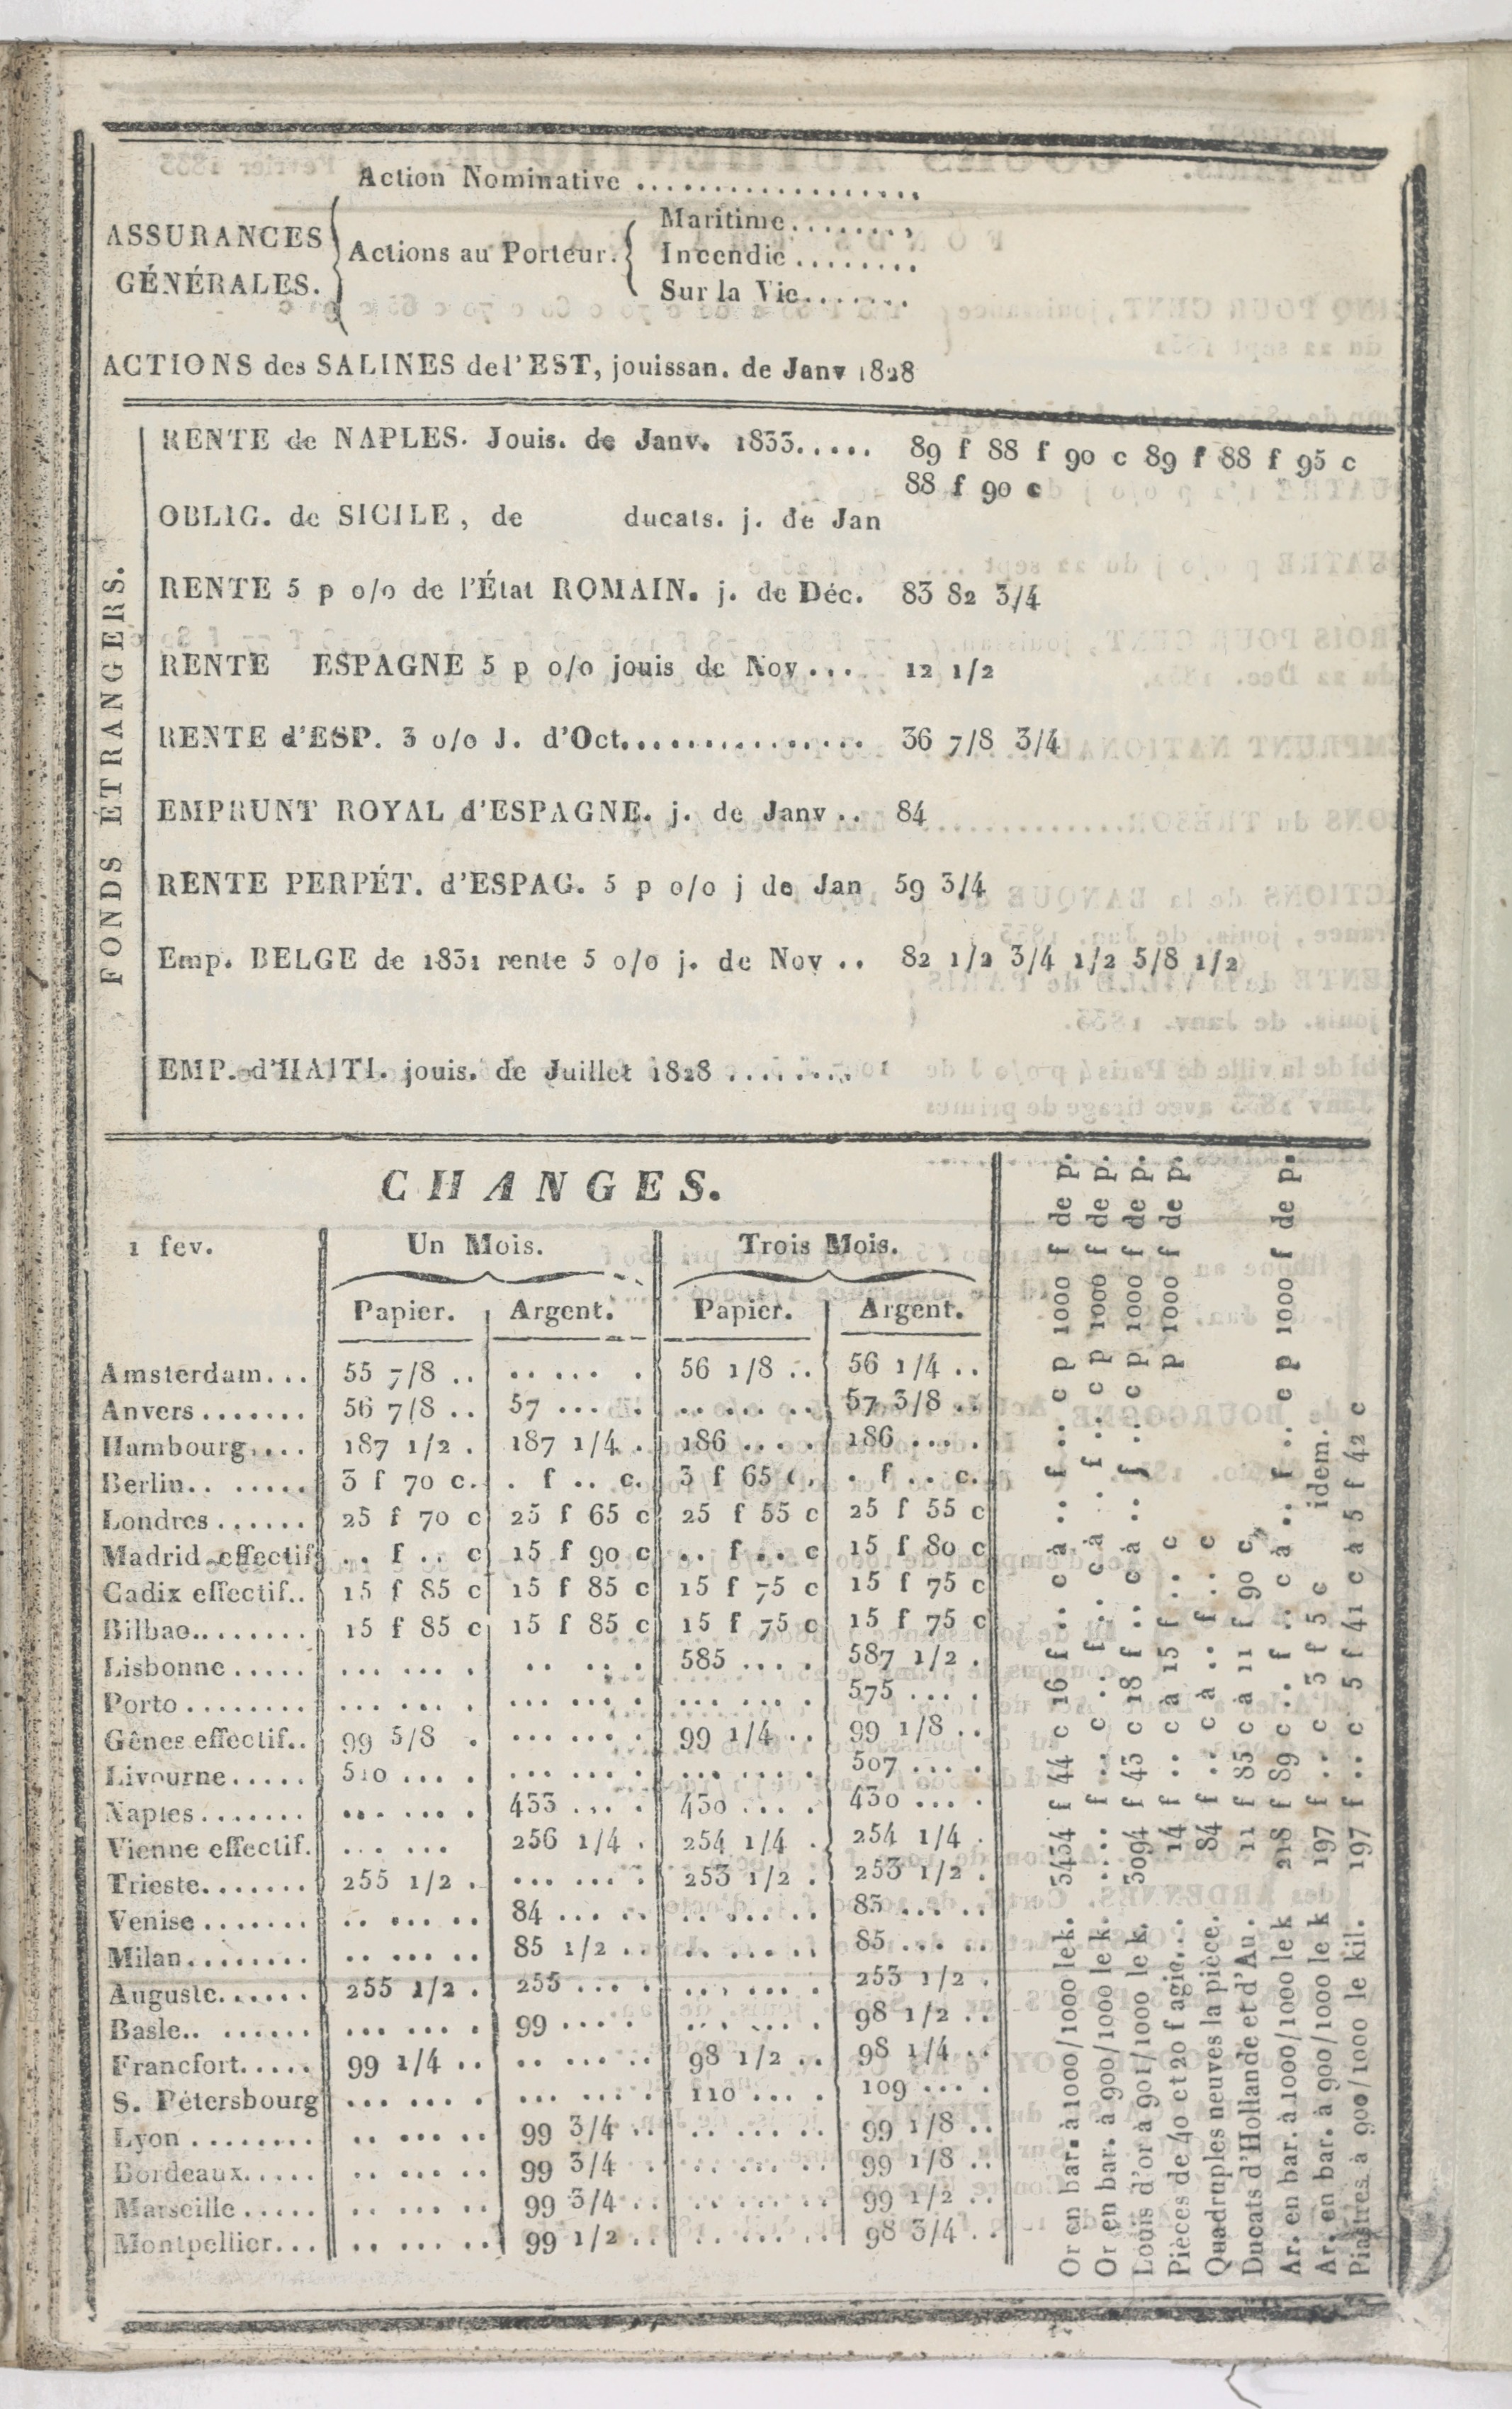 Action Nominative ..................
ASSURANCES GÉNÉRALES.
Actions au Porteur.
Maritime........
Incendie ........
Sur la Vie.......
ACTIONS des SALINES de l'EST, jouissan. de Janv 1828
FONDS ÉTRANGERS.
RENTE de NAPLES. Jouis. de Janv. 1833..... 89 f 88 f 90 c 89 f 88 f 95 c
88 f 90 c
OBLIG. de SICILE, de ducats. j. de Jan
RENTE 5 p o/o de l'État ROMAIN. j. de Déc. 83 82 3/4
RENTE ESPAGNE 5 p o/o jouis de Nov ... 12 1/2
RENTE d'ESP. 3 o/o J. d'Oct............... 36 7/8 3/4
EMPRUNT ROYAL d'ESPAGNE. j. de Janv .. 84
RENTE PERPÉT. d'ESPAG. 5 p o/o j de Jan 59 3/4
Emp. BELGE de 1831 rente 5 o/o j. de Nov .. 82 1/2 3/4 1/2 5/8 1/2
EMP. d'HAITI. jouis. de Juillet 1828 ........
CHANGES.
1 fev. Un Mois. Trois Mois.
Papier. Argent. Papier. Argent.
Amsterdam... 55 7/8 .. ..... . 56 1/8 .. 56 1/4 ..
Anvers ....... 56 7/8 .. 57 ..... ....... 57 3/8 ..
Hambourg.... 187 1/2 . 187 1/4 . 186 .... 186 .....
Berlin.. ..... 3 f 70 c. . f .. c. 3 f 65 c. . f .. c.
Londres ...... 25 f 70 c 25 f 65 c 25 f 55 c 25 f 55 c
Madrid effectif .. f .. c 15 f 90 c .. f .. c 15 f 80 c
Cadix effectif.. 15 f 85 c 15 f 85 c 15 f 75 c 15 f 75 c
Bilbao........ 15 f 85 c 15 f 85 c 15 f 75 c 15 f 75 c
Lisbonne ..... ... ... . .. ... . 585 .... 587 1/2 .
Porto ........ ... ... . ... ... . ... ... . 575 ....
Gênes effectif.. 99 5/8 . ... ... . 99 1/4 .. 99 1/8 ..
Livourne..... 510 .... ... ... . ... ... . 507 ....
Naples....... ... ... . 433 .... 430 .... 430 ....
Vienne effectif. ... ... 256 1/4 . 254 1/4 . 254 1/4 .
Trieste....... 255 1/2 . ... ... . 253 1/2 . 253 1/2 .
Venise ....... .. ... .. 84 ... .. .. ... .. 83 ... ..
Milan........ .. ... .. 85 1/2 .. .. ... .. 85 ... ..
Auguste...... 255 1/2 . 255 .... ... ... . 253 1/2 .
Basle.. ...... ... ... . 99 ..... .. ... .. 98 1/2 ..
Francfort..... 99 1/4 .. .. ... .. 98 1/2 .. 98 1/4 ..
S. Pétersbourg ... ... . ... ... . 110 .... 109 ....
Lyon ........ .. ... .. 99 3/4 .. .. ... .. 99 1/8 ..
Bordeaux..... .. ... .. 99 3/4 . .. ... .. 99 1/8 ..
Marseille ..... .. ... .. 99 3/4 .. .. ... .. 99 1/2 ..
Montpellier... .. ... .. 99 1/2 .. .. ... .. 98 3/4 ..
Or en bar. à 1000/1000 le k. 3434 f 44 c 16 f .. c à .. f .. c p 1000 f de p.
Or en bar. à 900/1000 le k. .... f .. c .. f .. c à .. f .. c p 1000 f de p.
Louis d'or à 901/1000 le k. 3094 f 43 c 18 f .. c à .. f .. c p 1000 f de p.
Pièces de 40 et 20 f agio... 14 f .. c à 15 f .. c p 1000 f de p.
Quadruples neuves la pièce. 84 f .. c à .. f .. c
Ducats d'Hollande et d'Au. 11 f 85 c à 11 f 90 c
Ar. en bar. à 1000/1000 le k 218 f 89 c .. f .. c à .. f .. c p 1000 f de p.
Ar. en bar. à 900/1000 le k 197 f .. c 3 f 5 c idem.
Piastres à 900/1000 le kil. 197 f .. c 5 f 41 c à 5 f 42 c